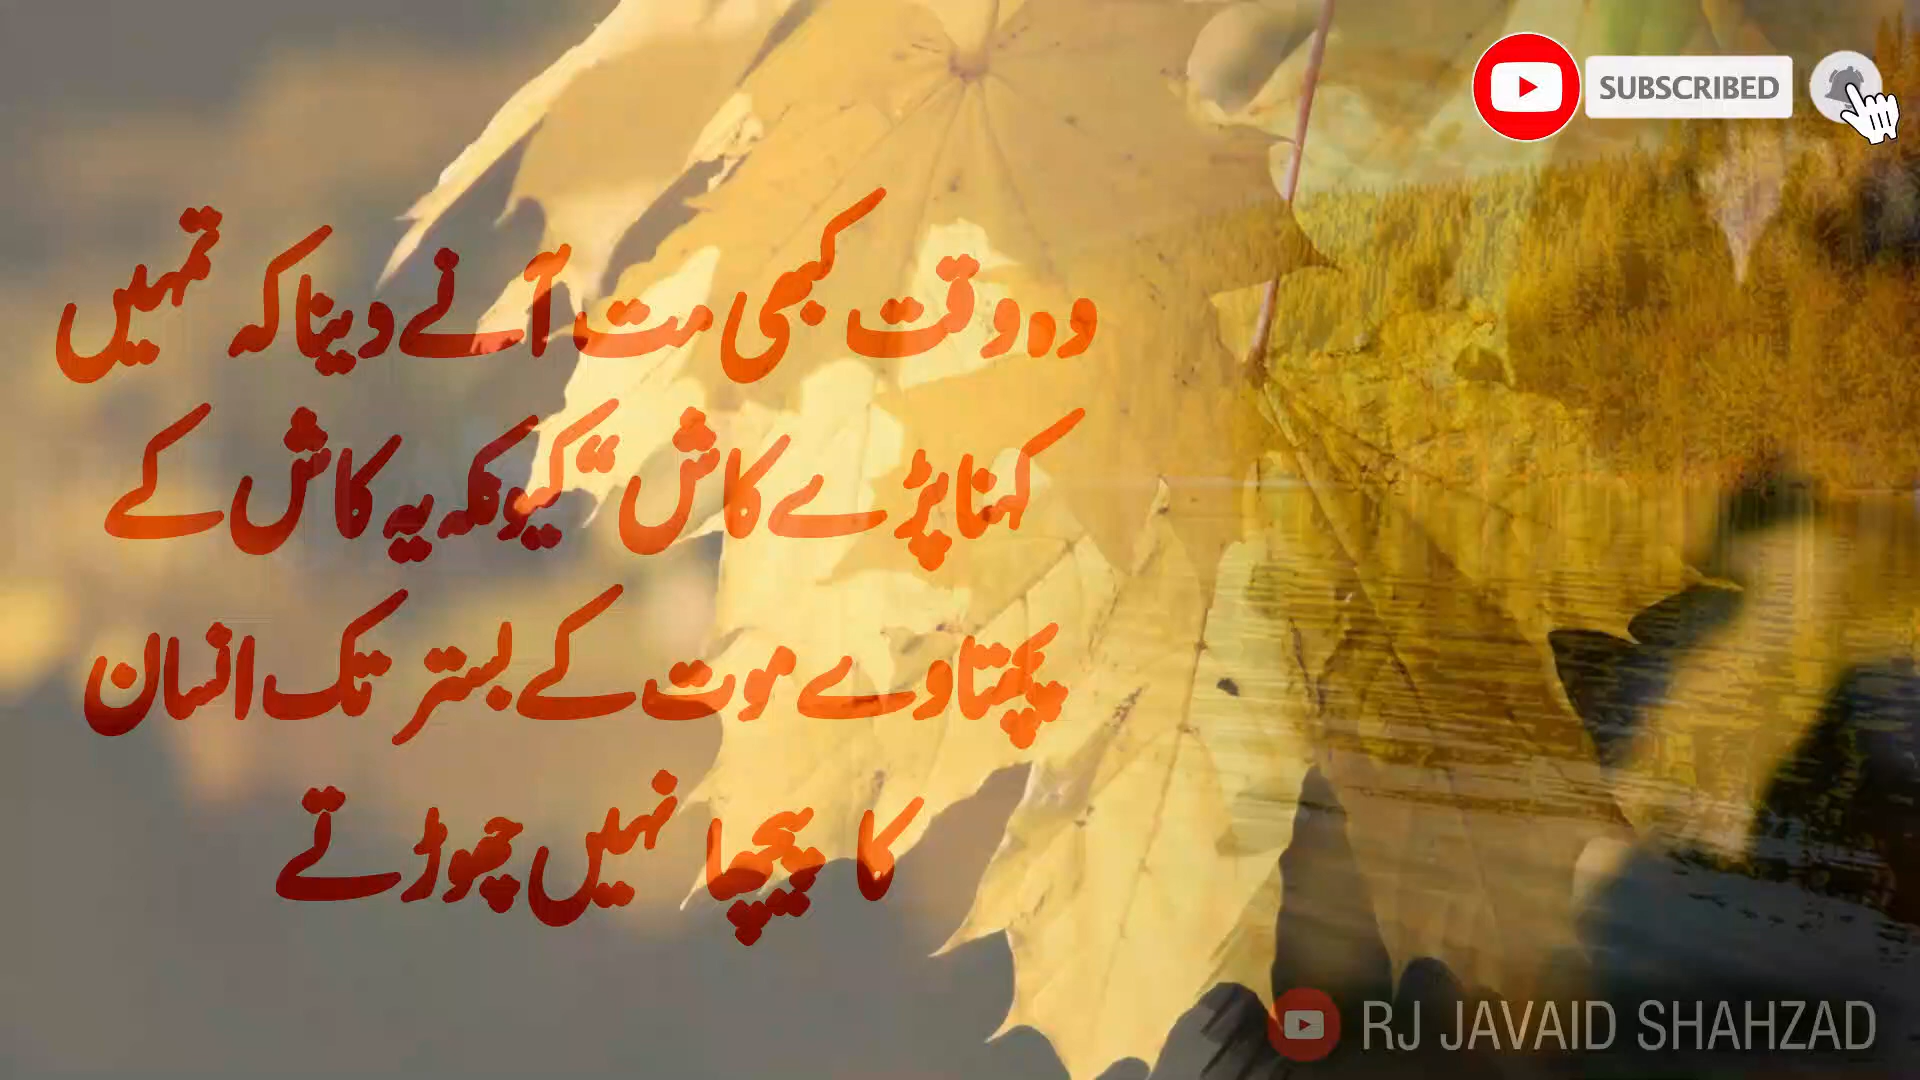 SUBSCRIBED
وہ وقت کبھی مت آنے دینا کہ تمہیں
کہنا پڑے کاش “ کیونکہ یہ کاش کے
پچھتاوے موت کے بستر تک انسان
کا پیچھا نہیں چھوڑتے
RJ JAVAID SHAHZAD